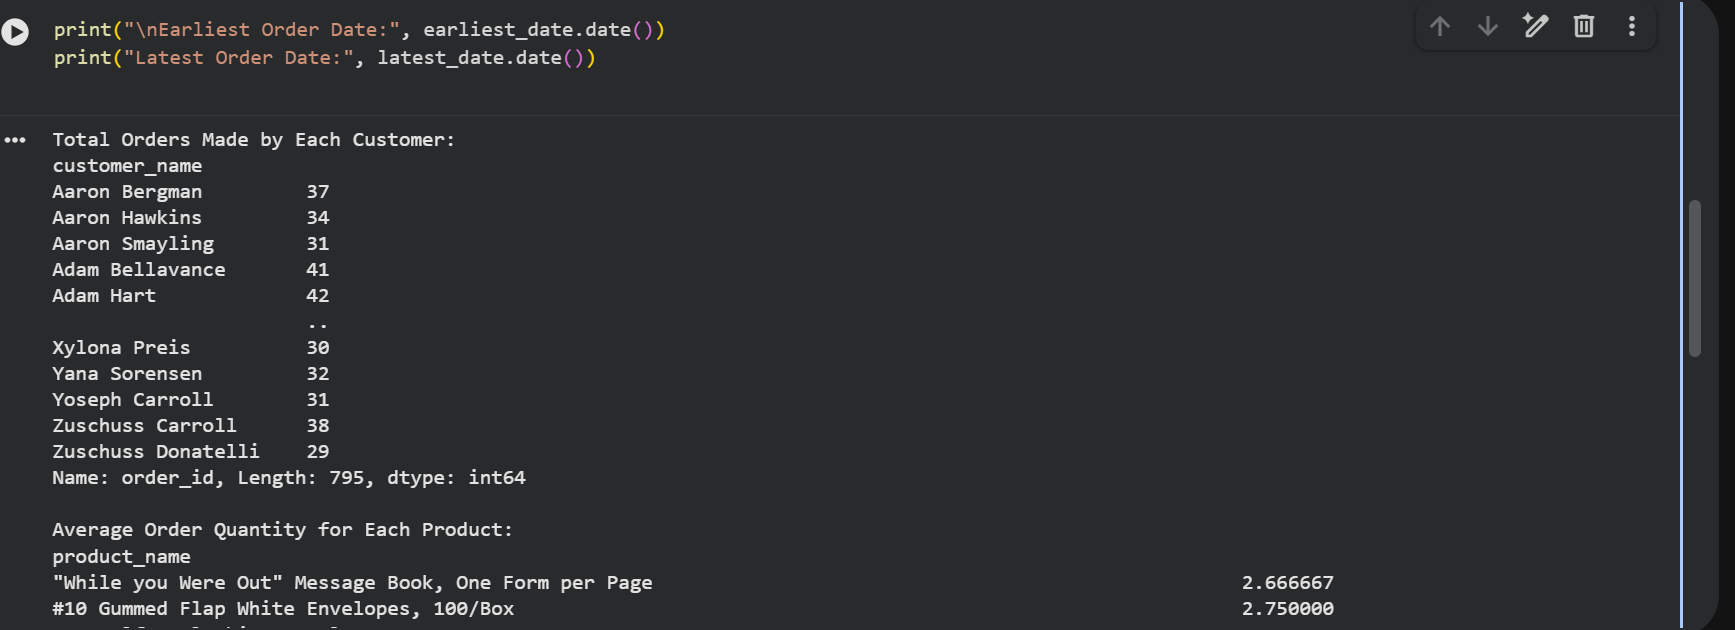 print("\nEarliest Order Date:", earliest_date.date())
print("Latest Order Date:", latest_date.date())
Total Orders Made by Each Customer:
customer_name
Aaron Bergman 37
Aaron Hawkins 34
Aaron Smayling 31
Adam Bellavance 41
Adam Hart 42
..
Xylona Preis 30
Yana Sorensen 32
Yoseph Carroll 31
Zuschuss Carroll 38
Zuschuss Donatelli 29
Name: order_id, Length: 795, dtype: int64
Average Order Quantity for Each Product:
product_name
"While you Were Out" Message Book, One Form per Page 2.666667
#10 Gummed Flap White Envelopes, 100/Box 2.750000